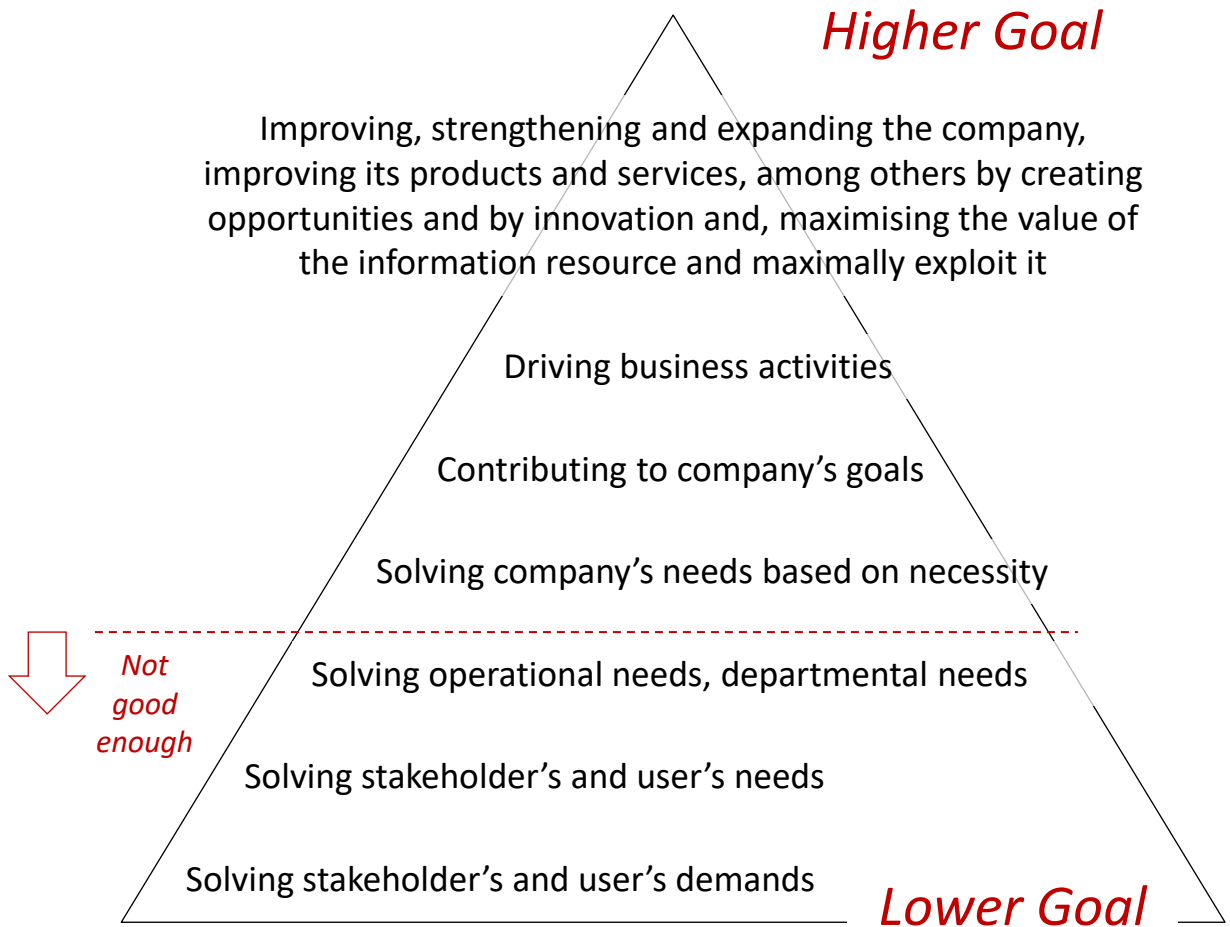 Higher Goal
Improving, strengthening and expanding the company,
improving its products and services, among others by creating
opportunities and by innovation and, maximising the value of
the information resource and maximally exploit it
Driving business activities
Contributing to company’s goals
Solving company’s needs based on necessity
Not
good
enough
Solving operational needs, departmental needs
Solving stakeholder’s and user’s needs
Solving stakeholder’s and user’s demands
Lower Goal